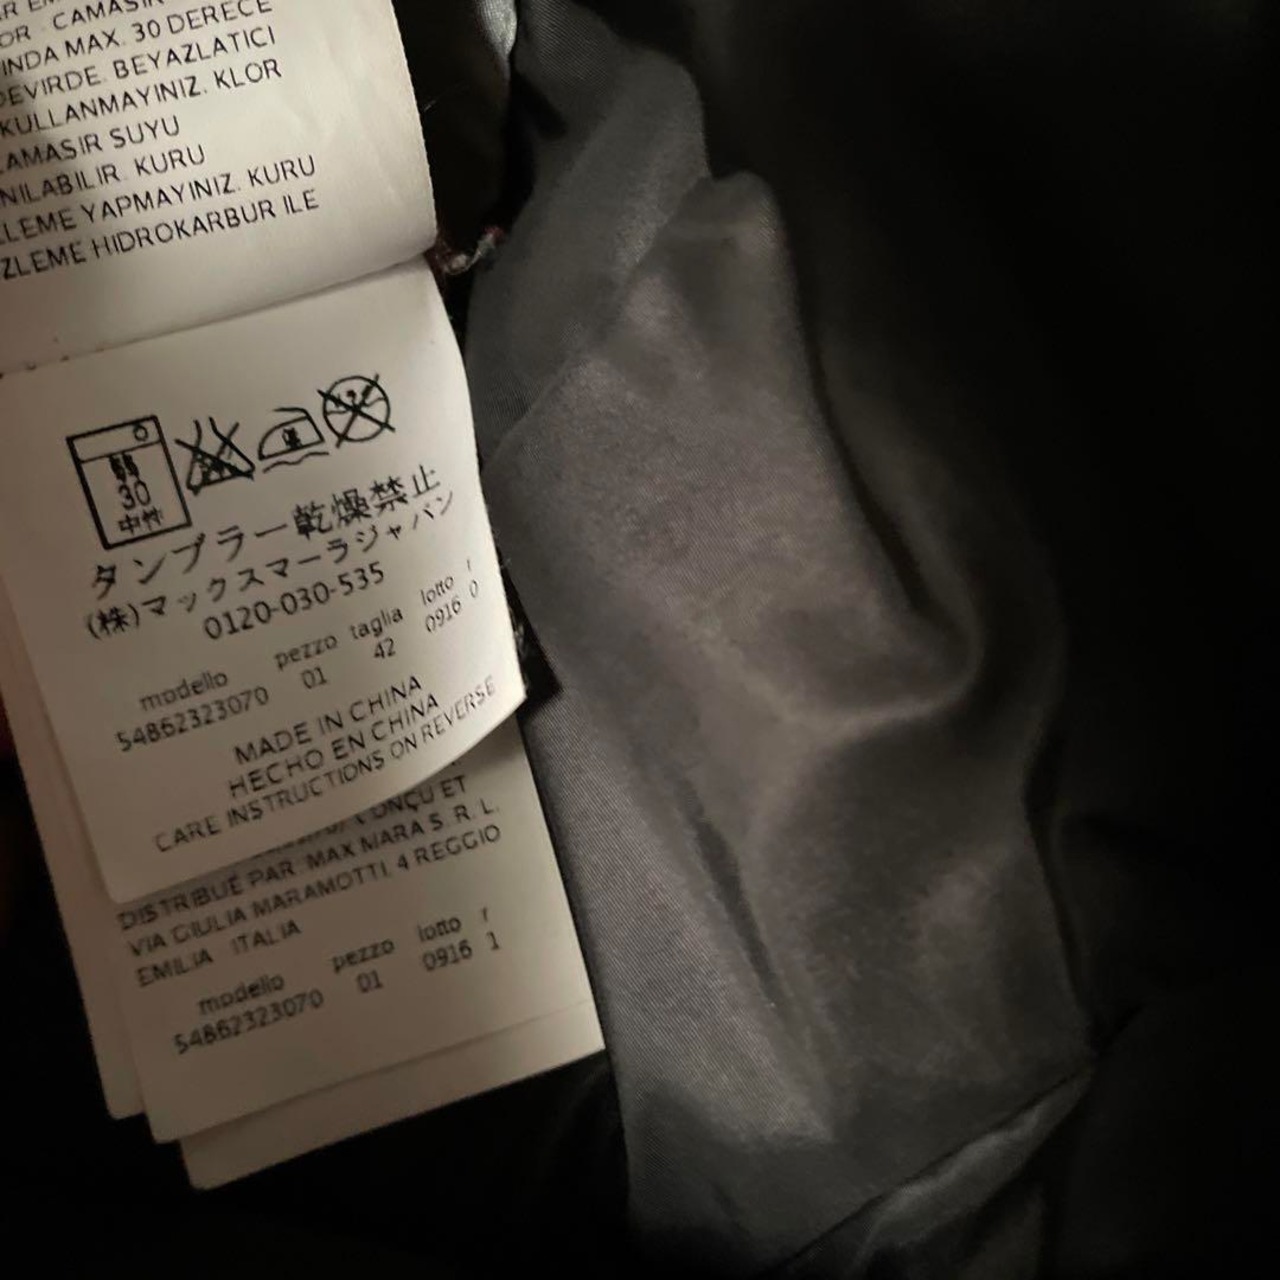 CAMASIR
INDA MAX. 30 DERECE
DEVIRDE. BEYAZLATICI
KULLANMAYINIZ. KLOR
AMASIR SUYU
NILABILIR. KURU
LEME YAPMAYINIZ. KURU
ZLEME HIDROKARBUR ILE
30
中性
タンブラー乾燥禁止
(株)マックスマーラジャパン
0120-030-535
modello pezzo taglia lotto r
54862323070 01 42 0916 0
MADE IN CHINA
HECHO EN CHINA
CARE INSTRUCTIONS ON REVERSE
CONÇU ET
DISTRIBUÉ PAR: MAX MARA S. R. L.
VIA GIULIA MARAMOTTI, 4 REGGIO
EMILIA ITALIA
modello pezzo lotto r
54862323070 01 0916 1